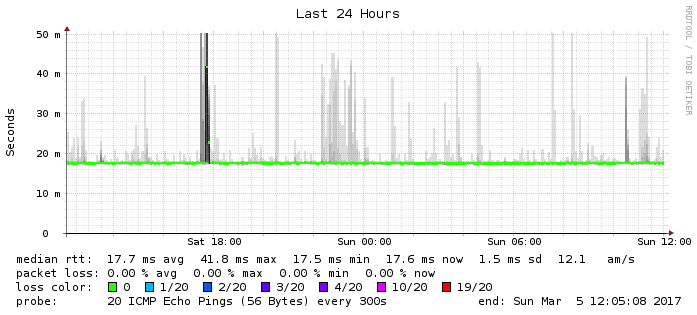 Last 24 Hours
RRDTOOL / TOBI OETIKER
Seconds
50 m
40 m
30 m
20 m
10 m
0
Sat 18:00 Sun 00:00 Sun 06:00 Sun 12:00
median rtt: 17.7 ms avg 41.8 ms max 17.5 ms min 17.6 ms now 1.5 ms sd 12.1 am/s
packet loss: 0.00 % avg 0.00 % max 0.00 % min 0.00 % now
loss color: 0 1/20 2/20 3/20 4/20 10/20 19/20
probe: 20 ICMP Echo Pings (56 Bytes) every 300s end: Sun Mar 5 12:05:08 2017